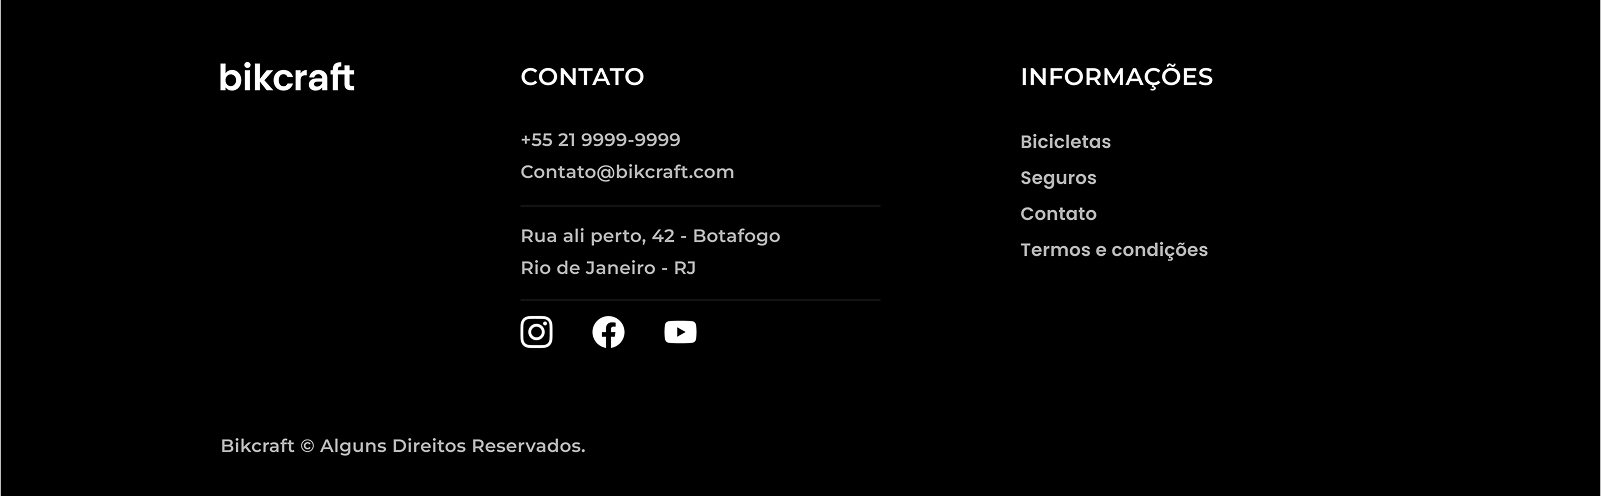 bikcraft
CONTATO
+55 21 9999-9999
Contato@bikcraft.com
Rua ali perto, 42 - Botafogo
Rio de Janeiro - RJ
INFORMAÇÕES
Bicicletas
Seguros
Contato
Termos e condições
Bikcraft © Alguns Direitos Reservados.